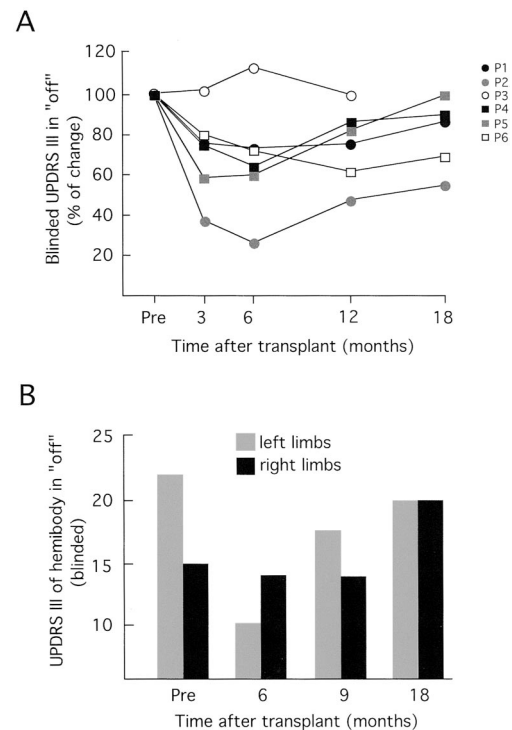 A
120
100
80
60
40
20
Blinded UPDRS III in "off"
(% of change)
Pre 3 6 12 18
Time after transplant (months)
P1
P2
P3
P4
P5
P6
B
25
20
15
10
UPDRS III of hemibody in "off"
(blinded)
left limbs
right limbs
Pre 6 9 18
Time after transplant (months)